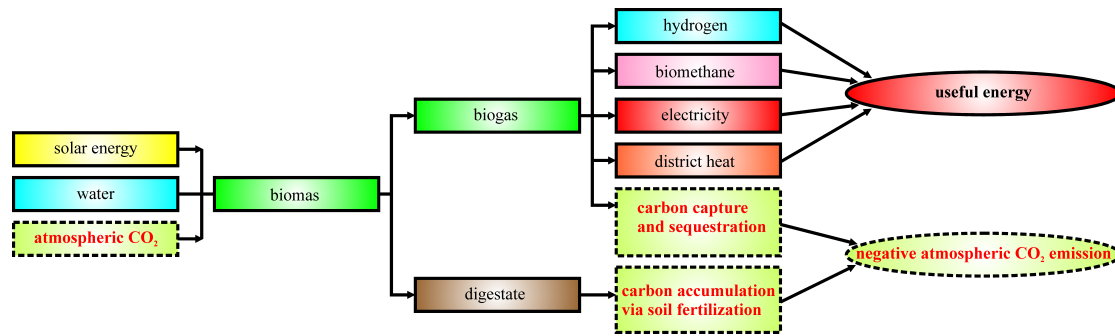 solar energy
water
atmospheric CO₂
biomas
biogas
digestate
hydrogen
biomethane
electricity
district heat
carbon capture
and sequestration
carbon accumulation
via soil fertilization
useful energy
negative atmospheric CO₂ emission